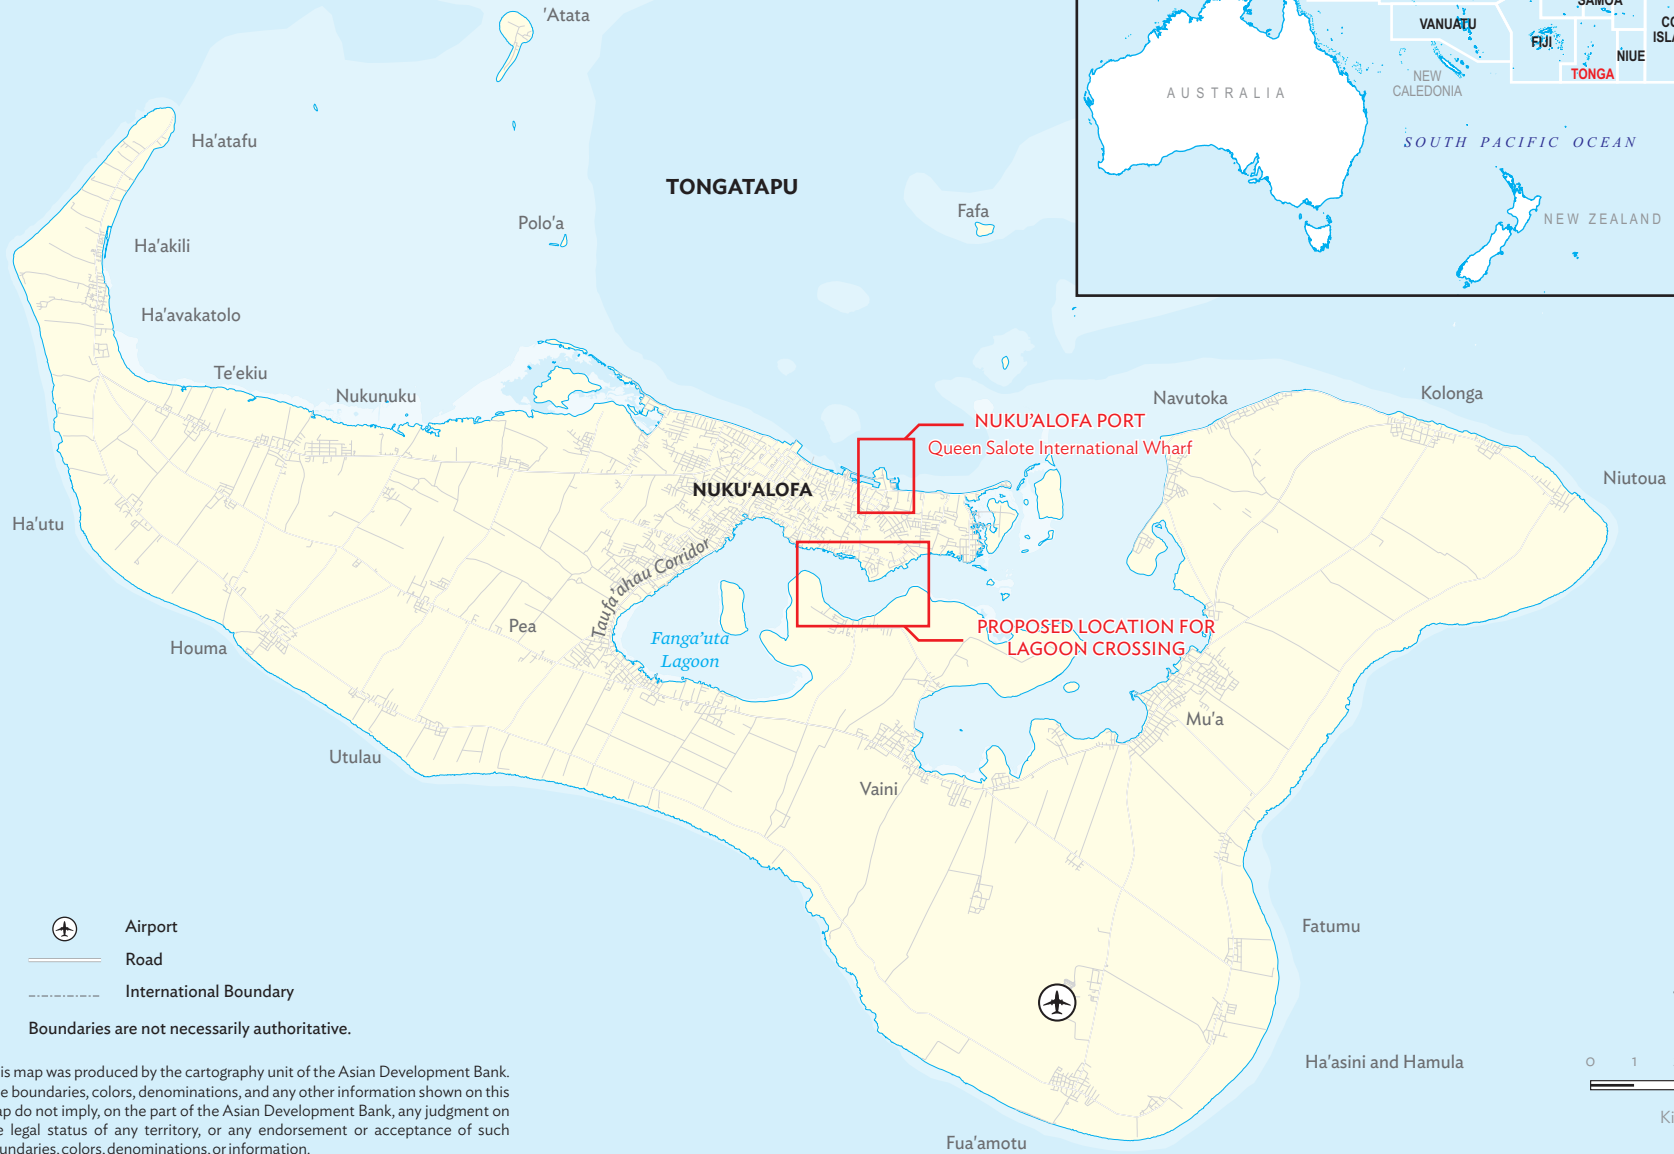 'Atata
SAMOA
VANUATU
FIJI
NIUE
TONGA
NEW
CALEDONIA
AUSTRALIA
SOUTH PACIFIC OCEAN
NEW ZEALAND
Ha'atafu
TONGATAPU
Polo'a
Fafa
Ha'akili
Ha'avakatolo
Te'ekiu
Nukunuku
Navutoka
Kolonga
NUKU'ALOFA PORT
Queen Salote International Wharf
Niutoua
NUKU'ALOFA
Ha'utu
Taufa'ahau Corridor
Pea
Fanga'uta
Lagoon
PROPOSED LOCATION FOR
LAGOON CROSSING
Houma
Mu'a
Utulau
Vaini
Airport
Road
International Boundary
Boundaries are not necessarily authoritative.
Fatumu
Ha'asini and Hamula
0 1
Fua'amotu
is map was produced by the cartography unit of the Asian Development Bank.
e boundaries, colors, denominations, and any other information shown on this
ap do not imply, on the part of the Asian Development Bank, any judgment on
e legal status of any territory, or any endorsement or acceptance of such
undaries, colors, denominations, or information.